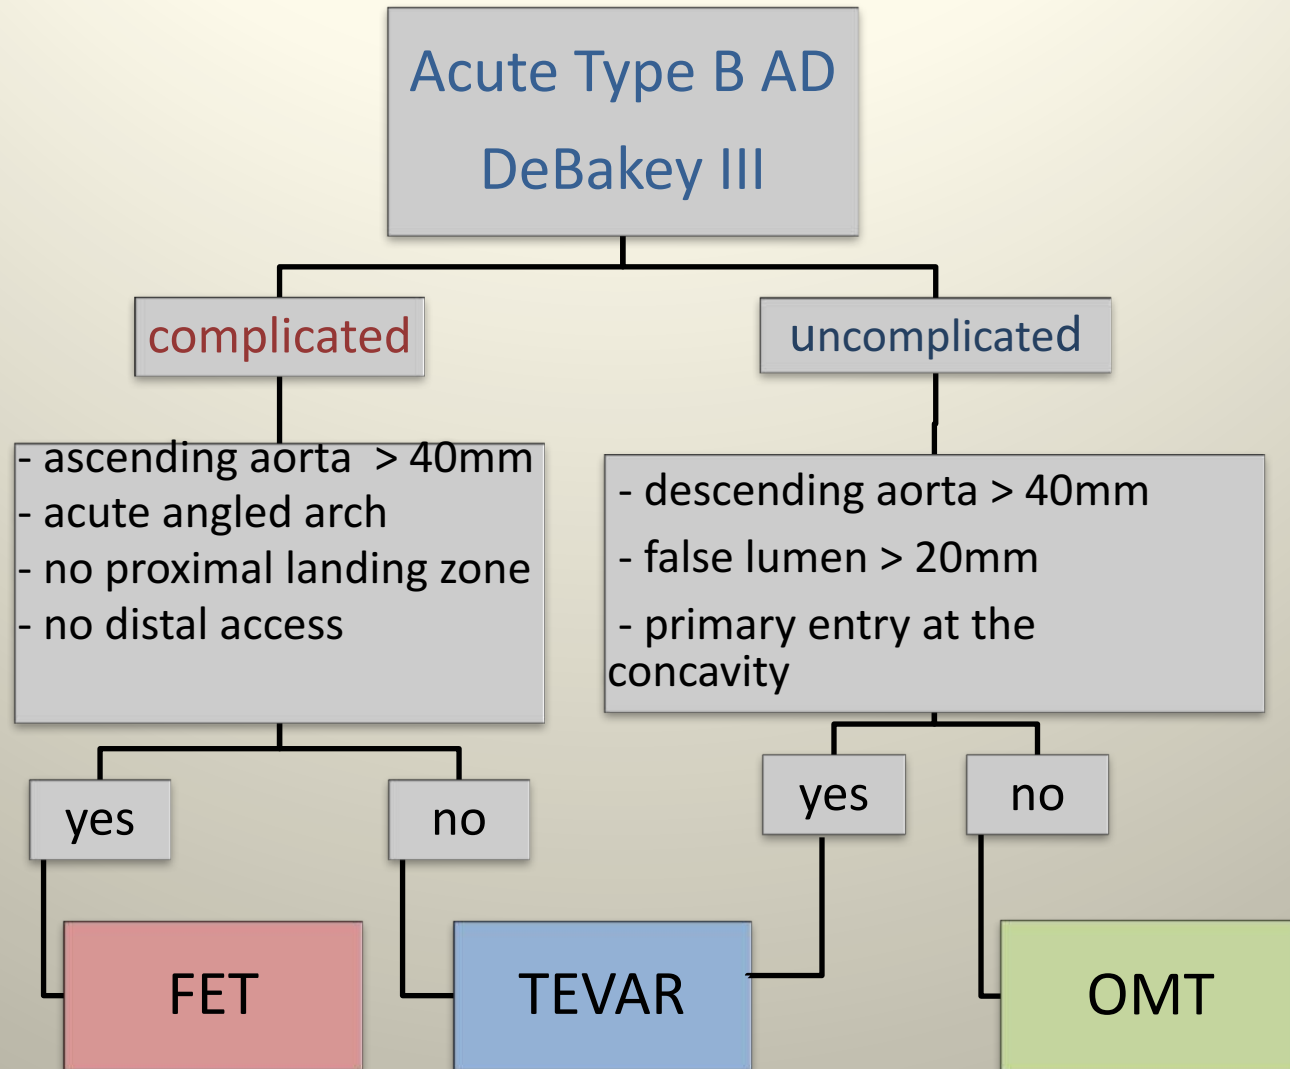 Acute Type B AD
DeBakey III
complicated
uncomplicated
- ascending aorta > 40mm
- acute angled arch
- no proximal landing zone
- no distal access
- descending aorta > 40mm
- false lumen > 20mm
- primary entry at the
concavity
yes
no
yes
no
FET
TEVAR
OMT